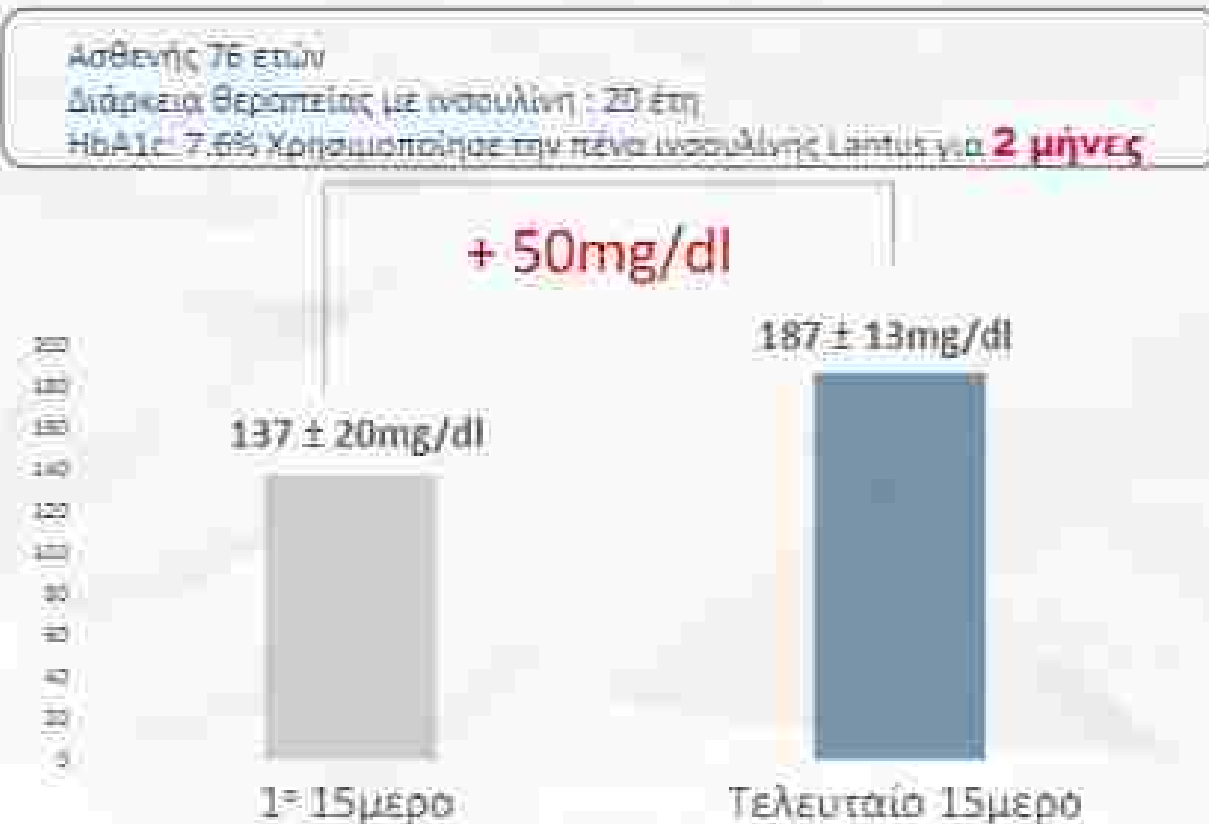 Ασθενής 76 ετών
Διάρκεια θεραπείας με ινσουλίνη : 20 έτη
HbA1c 7.6% Χρησιμοποίησε την πένα ινσουλίνης Lantus για 2 μήνες
+ 50mg/dl
187 ± 13mg/dl
137 ± 20mg/dl
1º 15μερο
Τελευταίο 15μερο